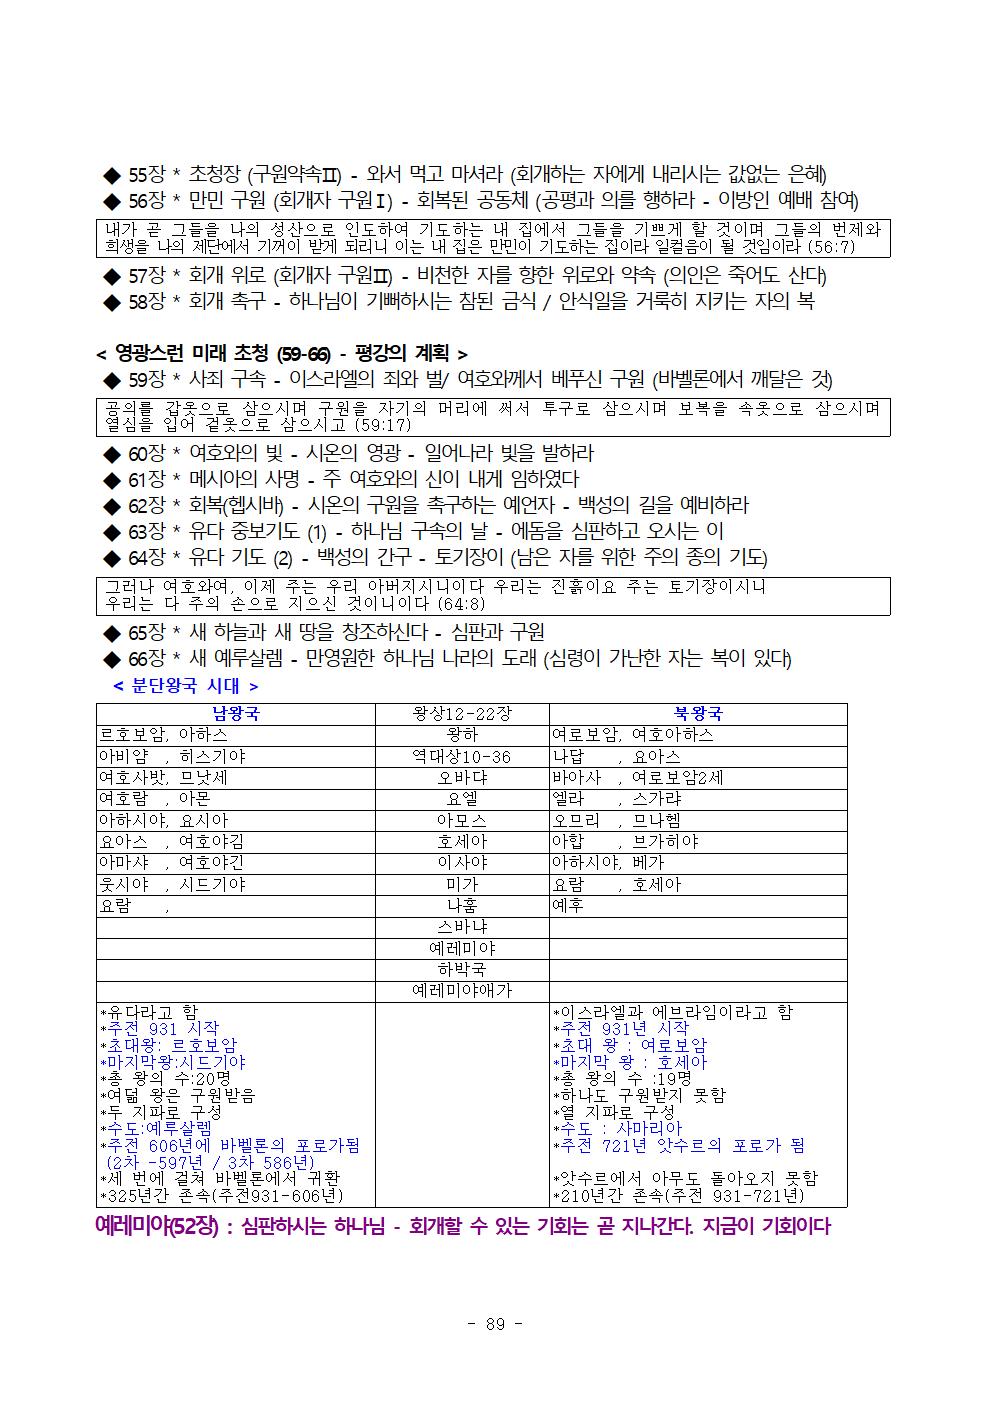 ◆ 55장 * 초청장 (구원약속Ⅱ) - 와서 먹고 마셔라 (회개하는 자에게 내리시는 값없는 은혜)
◆ 56장 * 만민 구원 (회개자 구원Ⅰ) - 회복된 공동체 (공평과 의를 행하라 - 이방인 예배 참여)
내가 곧 그들을 나의 성산으로 인도하여 기도하는 내 집에서 그들을 기쁘게 할 것이며 그들의 번제와
희생을 나의 제단에서 기꺼이 받게 되리니 이는 내 집은 만민이 기도하는 집이라 일컬음이 될 것임이라 (56:7)
◆ 57장 * 회개 위로 (회개자 구원Ⅱ) - 비천한 자를 향한 위로와 약속 (의인은 죽어도 산다)
◆ 58장 * 회개 촉구 - 하나님이 기뻐하시는 참된 금식 / 안식일을 거룩히 지키는 자의 복
< 영광스런 미래 초청 (59-66) - 평강의 계획 >
◆ 59장 * 사죄 구속 - 이스라엘의 죄와 벌/ 여호와께서 베푸신 구원 (바벨론에서 깨달은 것)
공의를 갑옷으로 삼으시며 구원을 자기의 머리에 써서 투구로 삼으시며 보복을 속옷으로 삼으시며
열심을 입어 겉옷으로 삼으시고 (59:17)
◆ 60장 * 여호와의 빛 - 시온의 영광 - 일어나라 빛을 발하라
◆ 61장 * 메시아의 사명 - 주 여호와의 신이 내게 임하였다
◆ 62장 * 회복(헵시바) - 시온의 구원을 촉구하는 예언자 - 백성의 길을 예비하라
◆ 63장 * 유다 중보기도 (1) - 하나님 구속의 날 - 에돔을 심판하고 오시는 이
◆ 64장 * 유다 기도 (2) - 백성의 간구 - 토기장이 (남은 자를 위한 주의 종의 기도)
그러나 여호와여, 이제 주는 우리 아버지시니이다 우리는 진흙이요 주는 토기장이시니
우리는 다 주의 손으로 지으신 것이니이다 (64:8)
◆ 65장 * 새 하늘과 새 땅을 창조하신다 - 심판과 구원
◆ 66장 * 새 예루살렘 - 만영원한 하나님 나라의 도래 (심령이 가난한 자는 복이 있다)
< 분단왕국 시대 >
남왕국 왕상12-22장 북왕국
르호보암, 아하스 왕하 여로보암, 여호아하스
아비얌 , 히스기야 역대상10-36 나답 , 요아스
여호사밧, 므낫세 오바댜 바아사 , 여로보암2세
여호람 , 아몬 요엘 엘라 , 스가랴
아하시야, 요시아 아모스 오므리 , 므나헴
요아스 , 여호야김 호세아 아합 , 브가히야
아마샤 , 여호야긴 이사야 아하시야, 베가
웃시야 , 시드기야 미가 요람 , 호세아
요람 , 나훔 예후
스바냐
예레미야
하박국
예레미야애가
*유다라고 함 *이스라엘과 에브라임이라고 함
*주전 931 시작 *주전 931년 시작
*초대왕: 르호보암 *초대 왕 : 여로보암
*마지막왕:시드기야 *마지막 왕 : 호세아
*총 왕의 수:20명 *총 왕의 수 :19명
*여덟 왕은 구원받음 *하나도 구원받지 못함
*두 지파로 구성 *열 지파로 구성
*수도:예루살렘 *수도 : 사마리아
*주전 606년에 바벨론의 포로가됨 *주전 721년 앗수르의 포로가 됨
(2차 -597년 / 3차 586년)
*세 번에 걸쳐 바벨론에서 귀환 *앗수르에서 아무도 돌아오지 못함
*325년간 존속(주전931-606년) *210년간 존속(주전 931-721년)
예레미야(52장) : 심판하시는 하나님 - 회개할 수 있는 기회는 곧 지나간다. 지금이 기회이다
- 89 -